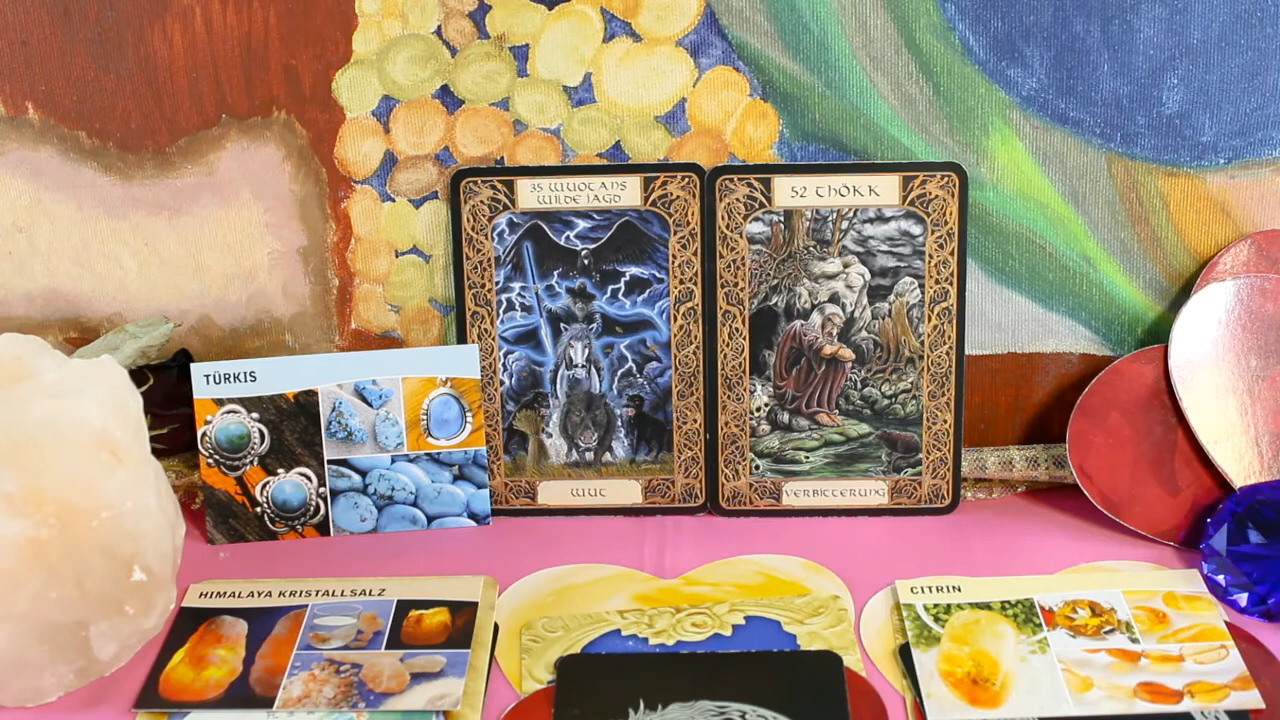 35 WUOTANS
WILDE JAGD
52 THÖKK
TÜRKIS
WUT
VERBITTERUNG
HIMALAYA KRISTALLSALZ
CITRIN